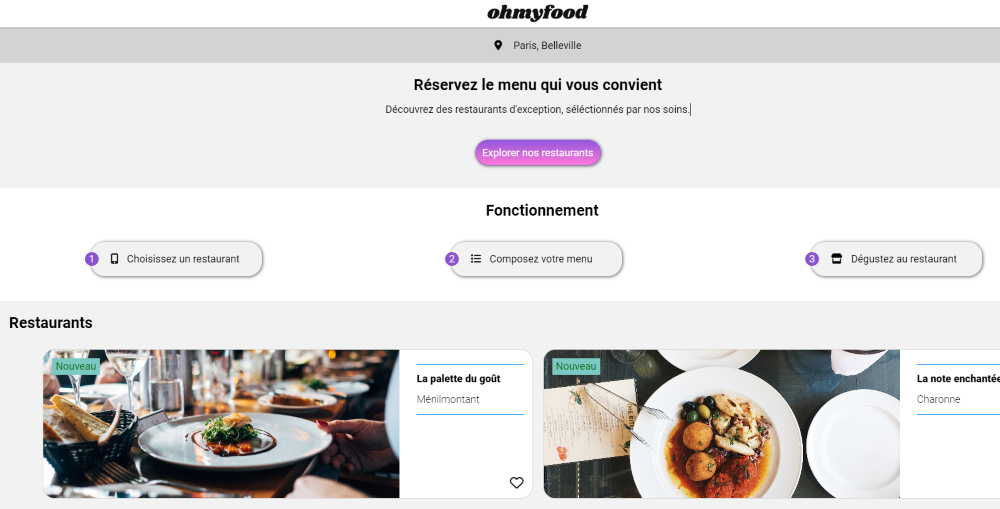 ohmyfood
Paris, Belleville
Réservez le menu qui vous convient
Découvrez des restaurants d'exception, séléctionnés par nos soins.
Explorer nos restaurants
Fonctionnement
1 Choisissez un restaurant
2 Composez votre menu
3 Dégustez au restaurant
Restaurants
Nouveau
La palette du goût
Ménilmontant
Nouveau
La note enchantée
Charonne